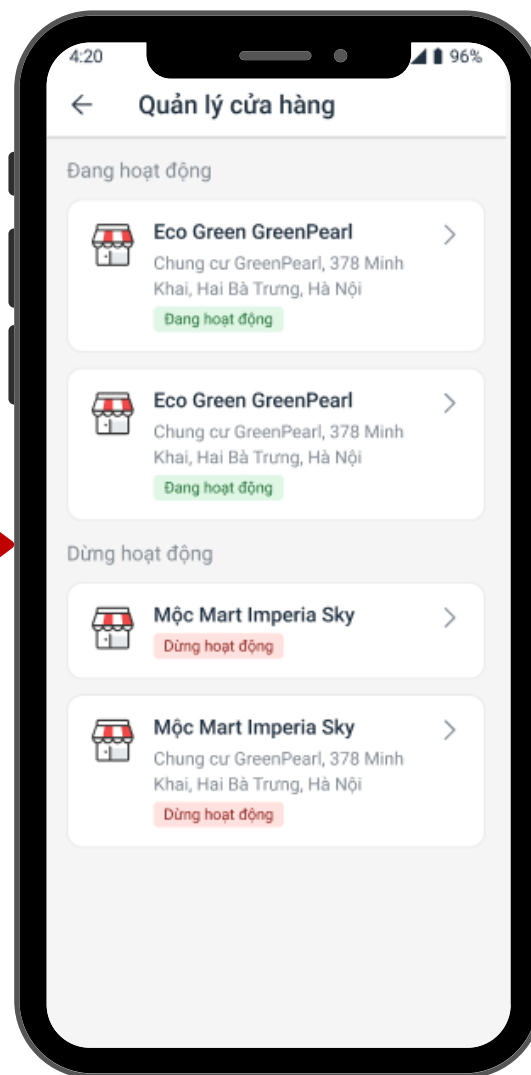 4:20
96%
Quản lý cửa hàng
Đang hoạt động
Eco Green GreenPearl
Chung cư GreenPearl, 378 Minh
Khai, Hai Bà Trưng, Hà Nội
Đang hoạt động
Eco Green GreenPearl
Chung cư GreenPearl, 378 Minh
Khai, Hai Bà Trưng, Hà Nội
Đang hoạt động
Dừng hoạt động
Mộc Mart Imperia Sky
Dừng hoạt động
Mộc Mart Imperia Sky
Chung cư GreenPearl, 378 Minh
Khai, Hai Bà Trưng, Hà Nội
Dừng hoạt động